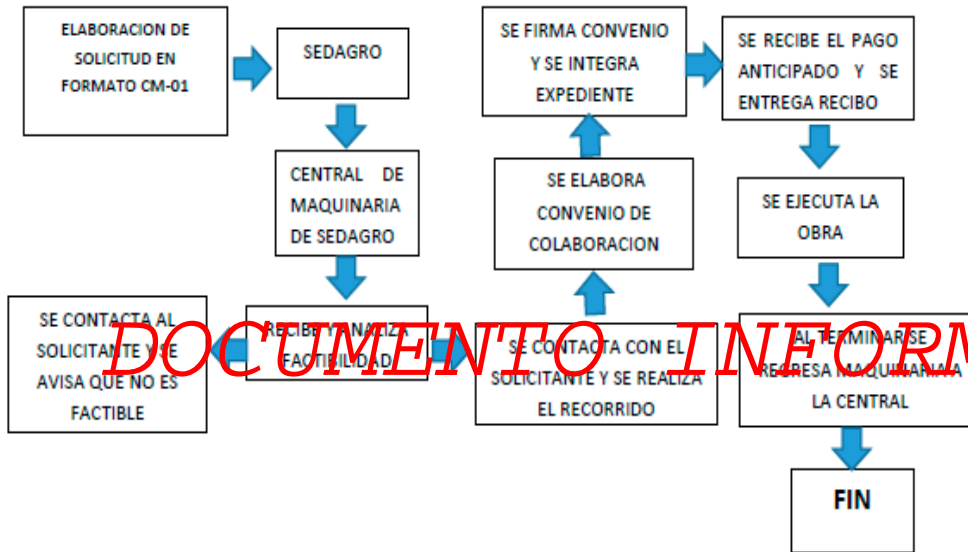 ELABORACION DE
SOLICITUD EN
FORMATO CM-01
SEDAGRO
CENTRAL DE
MAQUINARIA
DE SEDAGRO
RECIBE Y ANALIZA
FACTIBILIDAD
SE CONTACTA AL
SOLICITANTE Y SE
AVISA QUE NO ES
FACTIBLE
SE CONTACTA CON EL
SOLICITANTE Y SE REALIZA
EL RECORRIDO
SE ELABORA
CONVENIO DE
COLABORACION
SE FIRMA CONVENIO
Y SE INTEGRA
EXPEDIENTE
SE RECIBE EL PAGO
ANTICIPADO Y SE
ENTREGA RECIBO
SE EJECUTA LA
OBRA
AL TERMINAR SE
REGRESA MAQUINARIA A
LA CENTRAL
FIN
DOCUMENTO INFORM